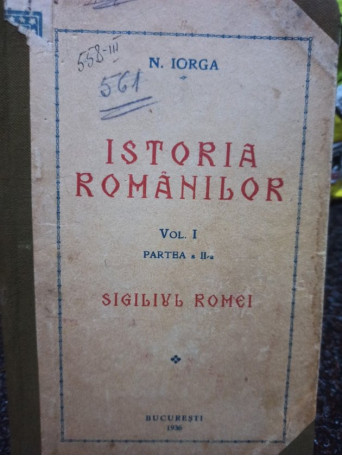 558-III
561
N. IORGA
ISTORIA
ROMÂNILOR
VOL. I
PARTEA a II-a
SIGILIUL ROMEI
BUCUREȘTI
1936